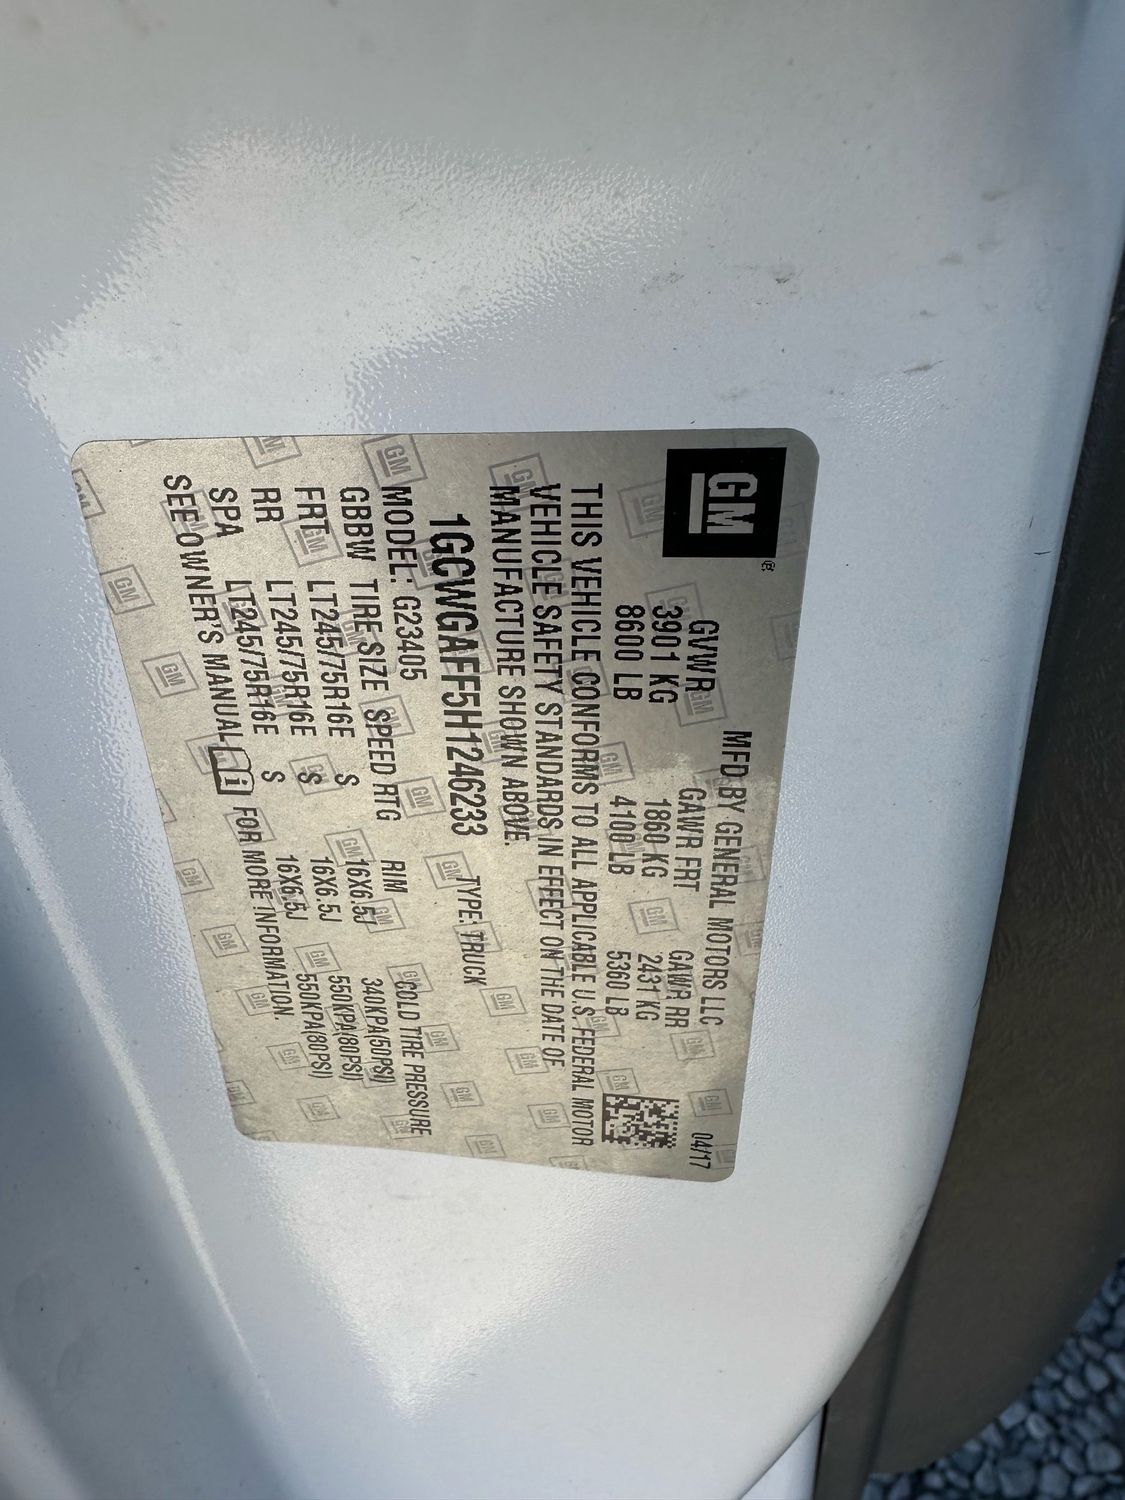 GM
MFD BY GENERAL MOTORS LLC 04/17
GVWR GAWR FRT GAWR RR
3901 KG 1860 KG 2431 KG
8600 LB 4100 LB 5360 LB
THIS VEHICLE CONFORMS TO ALL APPLICABLE U.S. FEDERAL MOTOR
VEHICLE SAFETY STANDARDS IN EFFECT ON THE DATE OF
MANUFACTURE SHOWN ABOVE.
1GCWGAFF5H1246233 TYPE: TRUCK
MODEL: G23405
GBBW TIRE SIZE SPEED RTG RIM COLD TIRE PRESSURE
FRT LT245/75R16E S 16X6.5J 340KPA(50PSI)
RR LT245/75R16E S 16X6.5J 550KPA(80PSI)
SPA LT245/75R16E S 16X6.5J 550KPA(80PSI)
SEE OWNER'S MANUAL i FOR MORE INFORMATION.